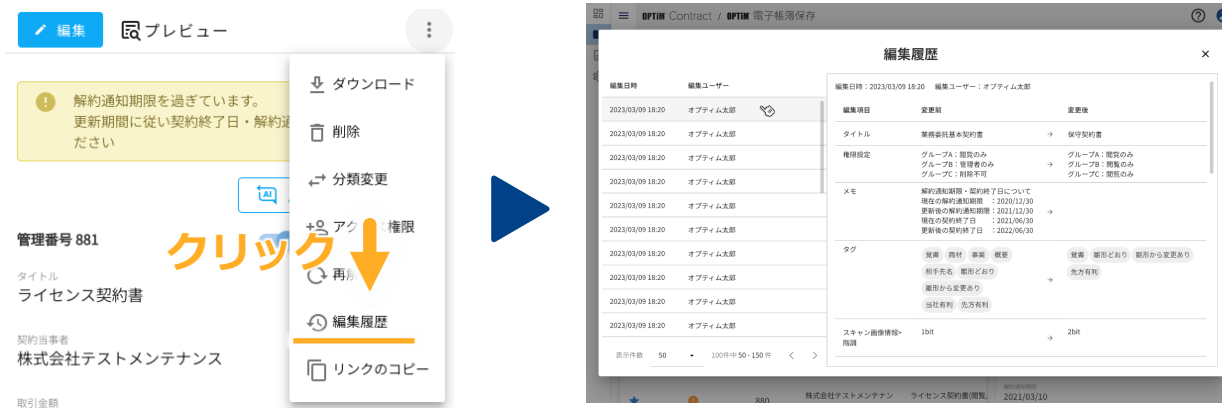 編集
プレビュー
解約通知期限を過ぎています。
更新期間に従い契約終了日・解約
ださい
AI
管理番号 881
タイトル
ライセンス契約書
契約当事者
株式会社テストメンテナンス
取引金額
ダウンロード
削除
分類変更
権限
クリック
編集履歴
リンクのコピー
OPTiM Contract / OPTiM 電子帳簿保存
編集履歴
×
編集日時 編集ユーザー
2023/03/09 18:20 オプティム太郎
2023/03/09 18:20 オプティム太郎
2023/03/09 18:20 オプティム太郎
2023/03/09 18:20 オプティム太郎
2023/03/09 18:20 オプティム太郎
2023/03/09 18:20 オプティム太郎
2023/03/09 18:20 オプティム太郎
2023/03/09 18:20 オプティム太郎
2023/03/09 18:20 オプティム太郎
2023/03/09 18:20 オプティム太郎
表示件数 50 100件中 50 - 150 件
編集日時：2023/03/09 18:20 編集ユーザー：オプティム太郎
編集項目 変更前 変更後
タイトル 業務委託基本契約書 → 保守契約書
権限設定 グループA：閲覧のみ グループA：閲覧のみ
グループB：管理者のみ → グループB：閲覧のみ
グループC：削除不可 グループC：閲覧のみ
メモ 解約通知期限・契約終了日について
現在の解約通知期限 ：2020/12/30
更新後の解約通知期限：2021/12/30 →
現在の契約終了日 ：2021/06/30
更新後の契約終了日 ：2022/06/30
タグ 覚書 商材 事業 概要 覚書 雛形どおり 雛形から変更あり
相手先名 雛形どおり → 先方有利
雛形から変更あり
当社有利 先方有利
スキャン画像情報> 1bit → 2bit
階調
880 株式会社テストメンテナン ライセンス契約書(閲覧,
解約通知期限
2021/03/10